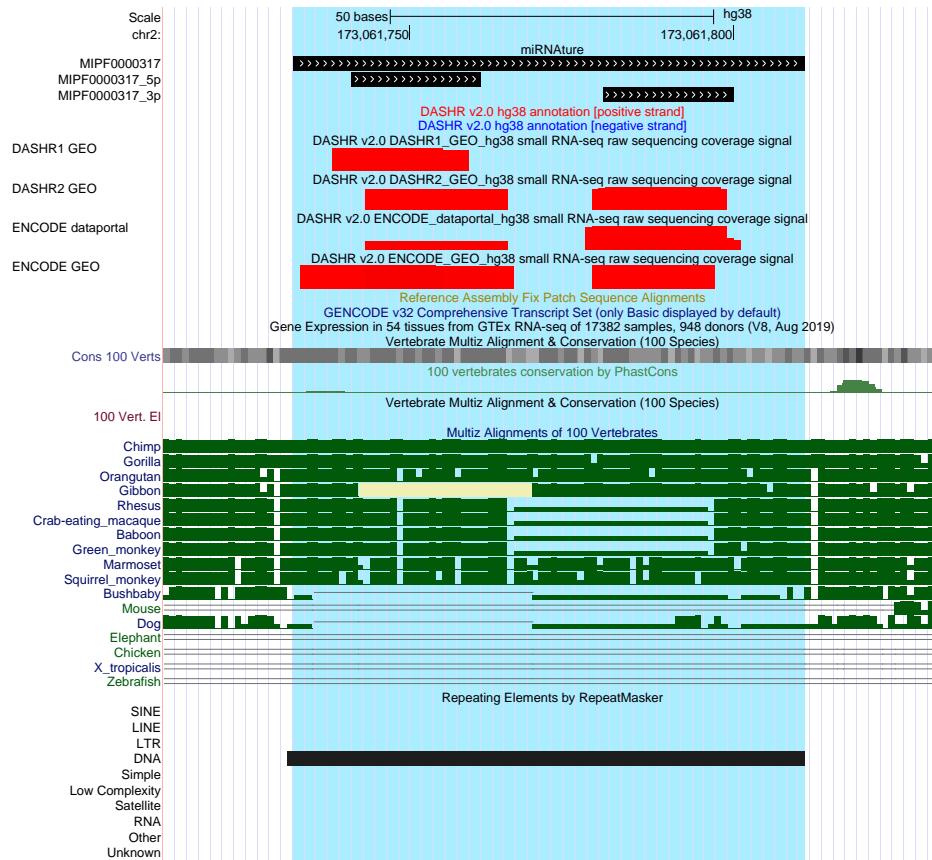 Scale 50 bases hg38
chr2: 173,061,750 173,061,800
miRNAture
MIPF0000317
MIPF0000317_5p
MIPF0000317_3p
DASHR v2.0 hg38 annotation [positive strand]
DASHR v2.0 hg38 annotation [negative strand]
DASHR v2.0 DASHR1_GEO_hg38 small RNA-seq raw sequencing coverage signal
DASHR1 GEO
DASHR v2.0 DASHR2_GEO_hg38 small RNA-seq raw sequencing coverage signal
DASHR2 GEO
DASHR v2.0 ENCODE_dataportal_hg38 small RNA-seq raw sequencing coverage signal
ENCODE dataportal
DASHR v2.0 ENCODE_GEO_hg38 small RNA-seq raw sequencing coverage signal
ENCODE GEO
Reference Assembly Fix Patch Sequence Alignments
GENCODE v32 Comprehensive Transcript Set (only Basic displayed by default)
Gene Expression in 54 tissues from GTEx RNA-seq of 17382 samples, 948 donors (V8, Aug 2019)
Vertebrate Multiz Alignment & Conservation (100 Species)
Cons 100 Verts
100 vertebrates conservation by PhastCons
Vertebrate Multiz Alignment & Conservation (100 Species)
100 Vert. El
Multiz Alignments of 100 Vertebrates
Chimp
Gorilla
Orangutan
Gibbon
Rhesus
Crab-eating_macaque
Baboon
Green_monkey
Marmoset
Squirrel_monkey
Bushbaby
Mouse
Dog
Elephant
Chicken
X_tropicalis
Zebrafish
Repeating Elements by RepeatMasker
SINE
LINE
LTR
DNA
Simple
Low Complexity
Satellite
RNA
Other
Unknown